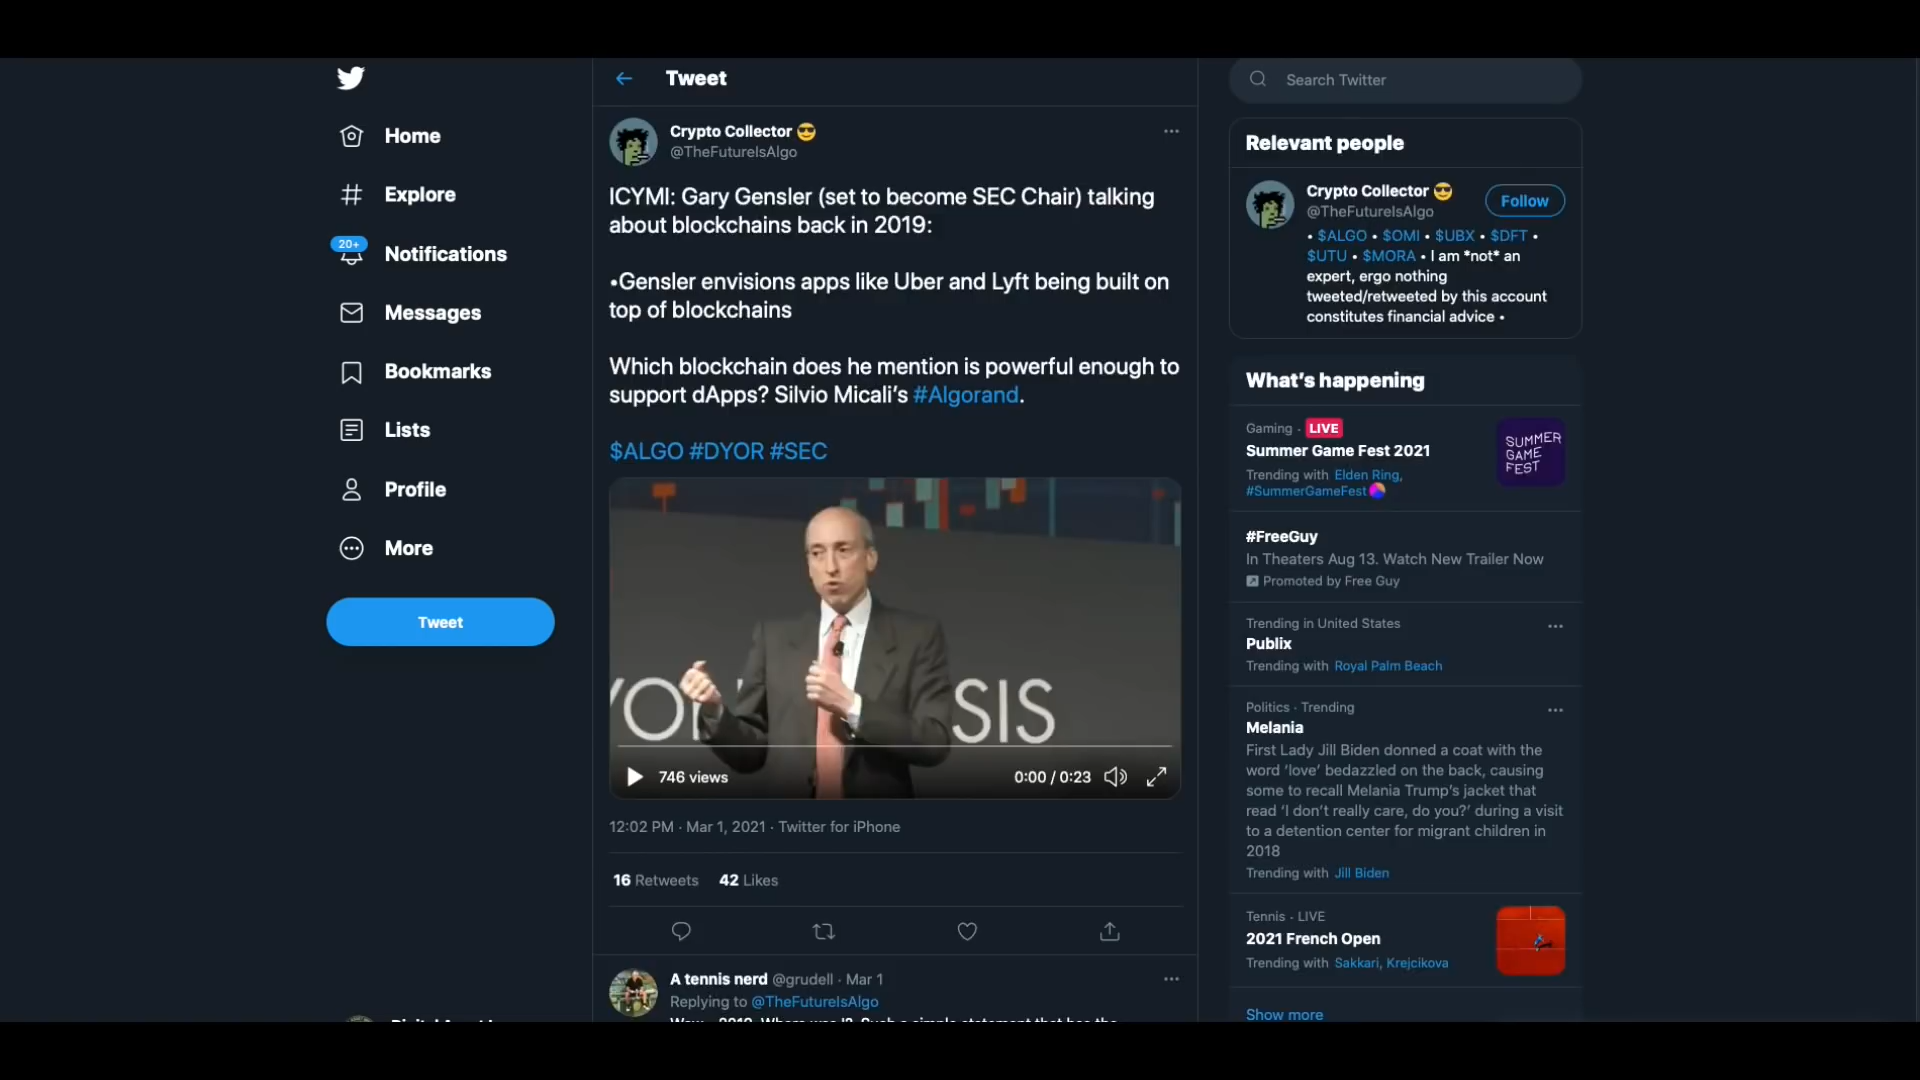 Home
Explore
20+
Notifications
Messages
Bookmarks
Lists
Profile
More
Tweet
Tweet
Crypto Collector 😎
@TheFutureIsAlgo
ICYMI: Gary Gensler (set to become SEC Chair) talking
about blockchains back in 2019:
•Gensler envisions apps like Uber and Lyft being built on
top of blockchains
Which blockchain does he mention is powerful enough to
support dApps? Silvio Micali’s #Algorand.
$ALGO #DYOR #SEC
SIS
746 views
0:00 / 0:23
12:02 PM · Mar 1, 2021 · Twitter for iPhone
16 Retweets 42 Likes
A tennis nerd @grudell · Mar 1
Replying to @TheFutureIsAlgo
Search Twitter
Relevant people
Crypto Collector 😎
@TheFutureIsAlgo
Follow
• $ALGO • $OMI • $UBX • $DFT •
$UTU • $MORA • I am *not* an
expert, ergo nothing
tweeted/retweeted by this account
constitutes financial advice •
What’s happening
Gaming · LIVE
Summer Game Fest 2021
Trending with Elden Ring,
#SummerGameFest
SUMMER
GAME
FEST
#FreeGuy
In Theaters Aug 13. Watch New Trailer Now
Promoted by Free Guy
Trending in United States
Publix
Trending with Royal Palm Beach
Politics · Trending
Melania
First Lady Jill Biden donned a coat with the
word ‘love’ bedazzled on the back, causing
some to recall Melania Trump’s jacket that
read ‘I don’t really care, do you?’ during a visit
to a detention center for migrant children in
2018
Trending with Jill Biden
Tennis · LIVE
2021 French Open
Trending with Sakkari, Krejcikova
Show more